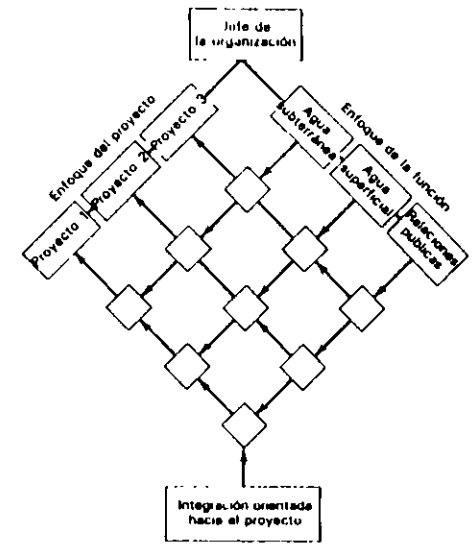 Jefe de
la organización
Enfoque del proyecto
Proyecto 1
Proyecto 2
Proyecto 3
Enfoque de la función
Agua
subterránea
Agua
superficial
Relaciones
públicas
Integración orientada
hacia el proyecto